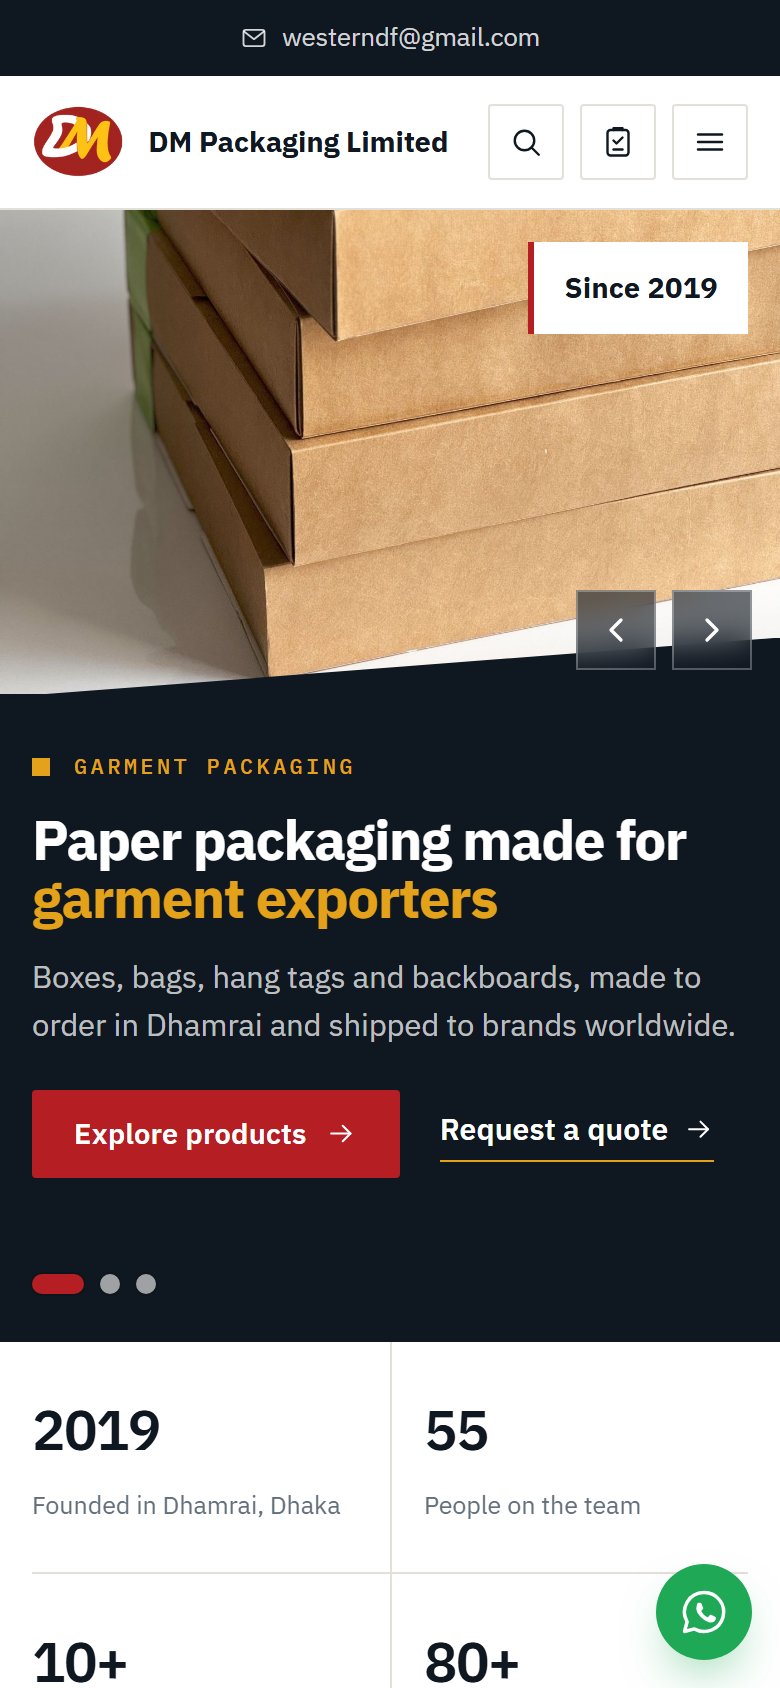 westerndf@gmail.com
DM
DM Packaging Limited
Since 2019
GARMENT PACKAGING
Paper packaging made for
garment exporters
Boxes, bags, hang tags and backboards, made to
order in Dhamrai and shipped to brands worldwide.
Explore products
Request a quote
2019
55
Founded in Dhamrai, Dhaka
People on the team
10+
80+